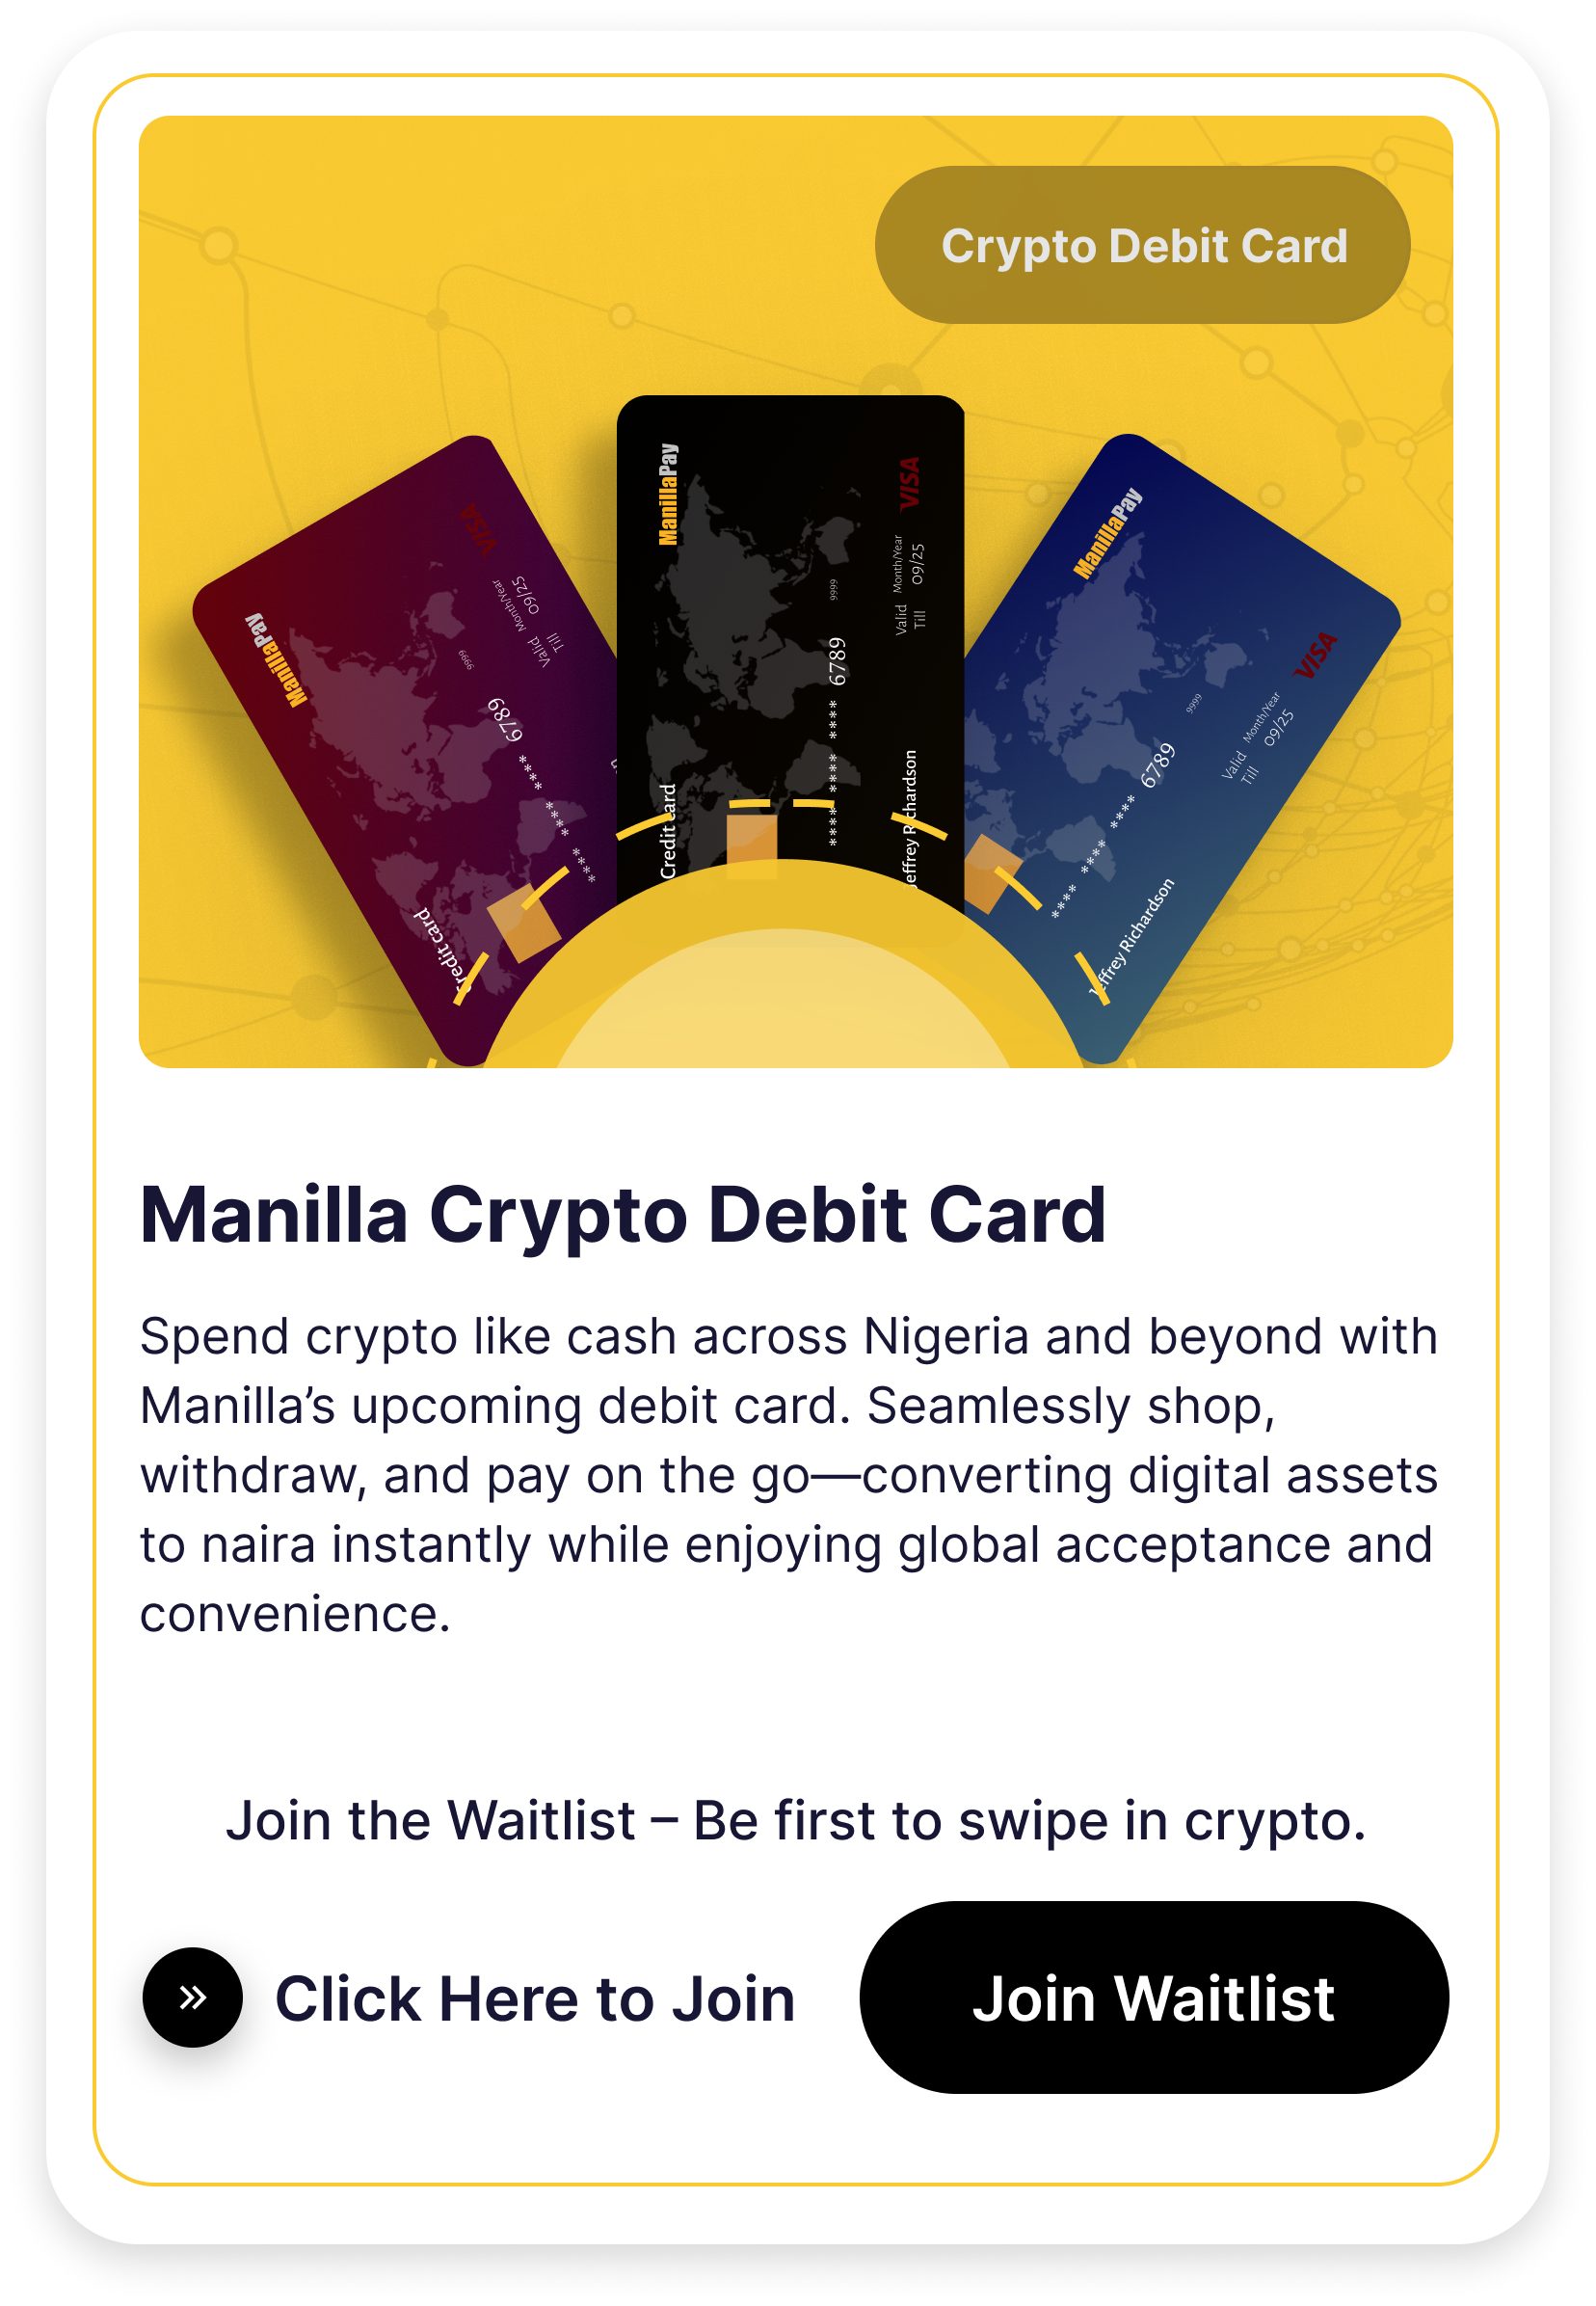 Crypto Debit Card
ManillaPay
VISA
Month/Year
Valid
Till
09/25
9999
**** **** **** 6789
Credit card
ManillaPay
VISA
Month/Year
Valid
Till
09/25
9999
**** **** **** 6789
Credit card
Jeffrey Richardson
ManillaPay
VISA
Month/Year
Valid
Till
09/25
9999
**** **** **** 6789
Jeffrey Richardson
Manilla Crypto Debit Card
Spend crypto like cash across Nigeria and beyond with
Manilla’s upcoming debit card. Seamlessly shop,
withdraw, and pay on the go—converting digital assets
to naira instantly while enjoying global acceptance and
convenience.
Join the Waitlist – Be first to swipe in crypto.
Click Here to Join
Join Waitlist